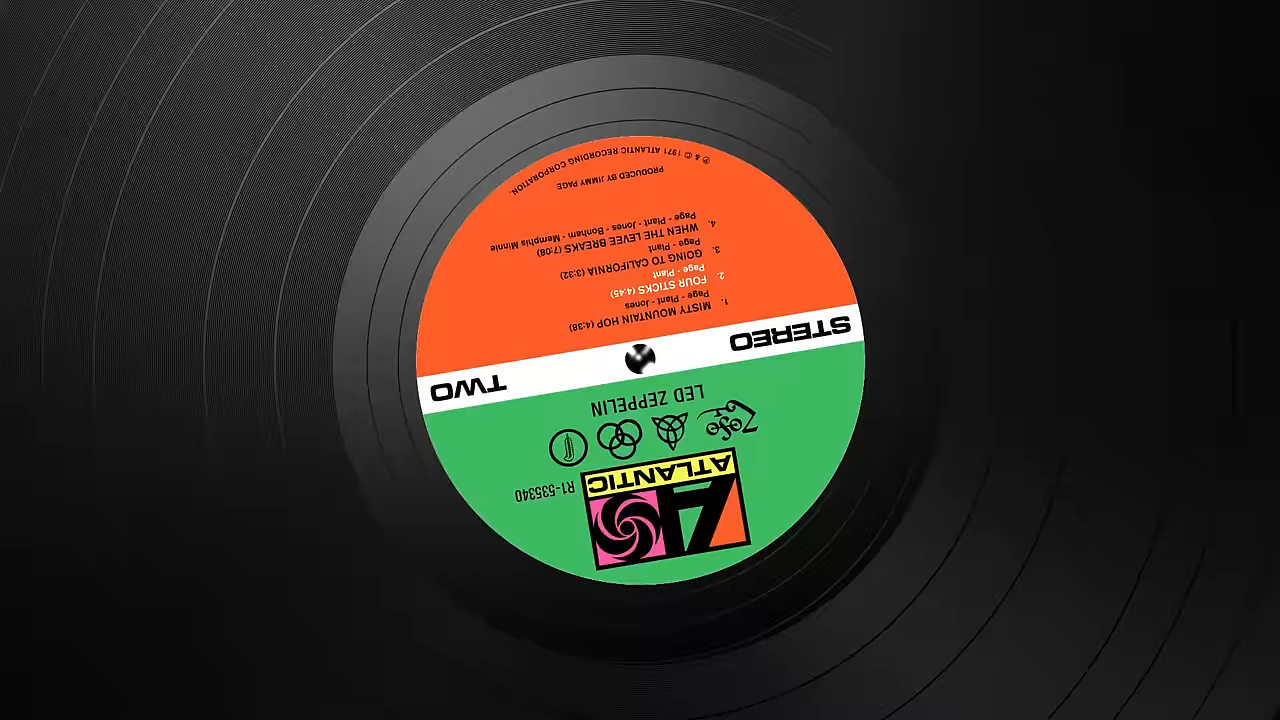 ATLANTIC
R1-535340
ZoSo
LED ZEPPELIN
STEREO
TWO
1. MISTY MOUNTAIN HOP (4:38)
Page - Plant - Jones
2. FOUR STICKS (4:45)
Page - Plant
3. GOING TO CALIFORNIA (3:32)
Page - Plant
4. WHEN THE LEVEE BREAKS (7:08)
Page - Plant - Jones - Bonham - Memphis Minnie
PRODUCED BY JIMMY PAGE
℗ & © 1971 ATLANTIC RECORDING CORPORATION.